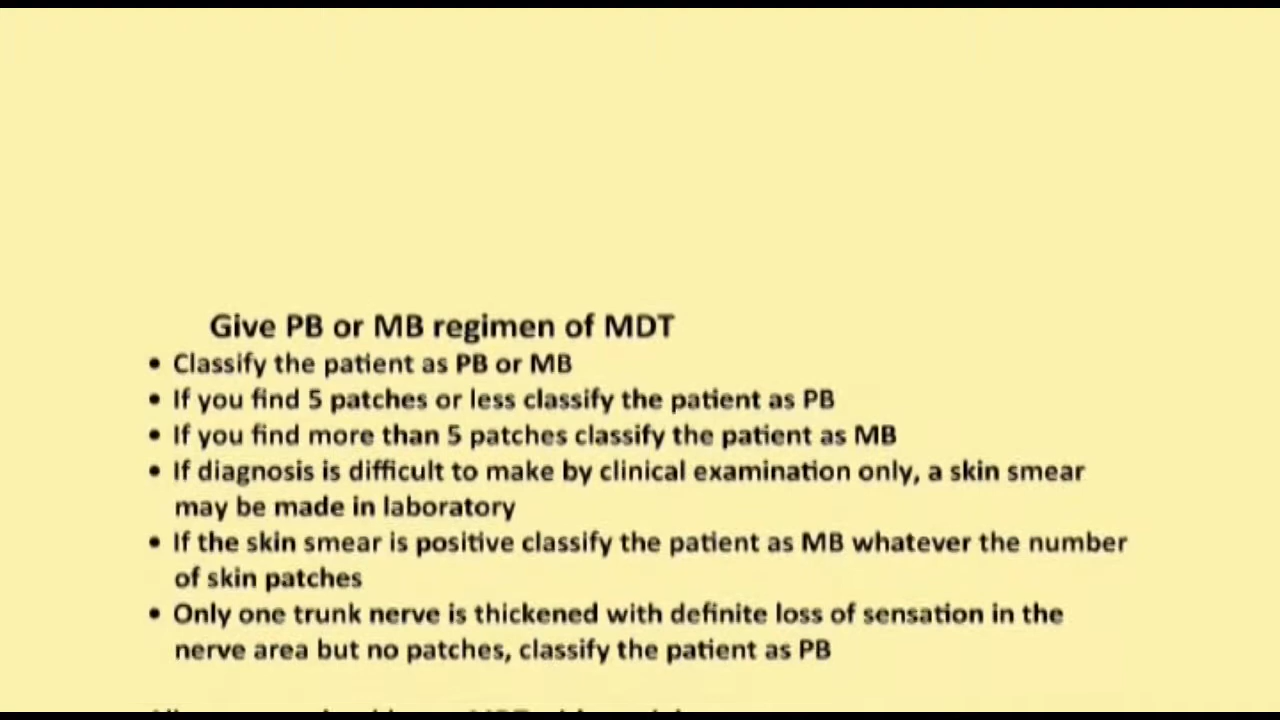 Give PB or MB regimen of MDT
• Classify the patient as PB or MB
• If you find 5 patches or less classify the patient as PB
• If you find more than 5 patches classify the patient as MB
• If diagnosis is difficult to make by clinical examination only, a skin smear
may be made in laboratory
• If the skin smear is positive classify the patient as MB whatever the number
of skin patches
• Only one trunk nerve is thickened with definite loss of sensation in the
nerve area but no patches, classify the patient as PB